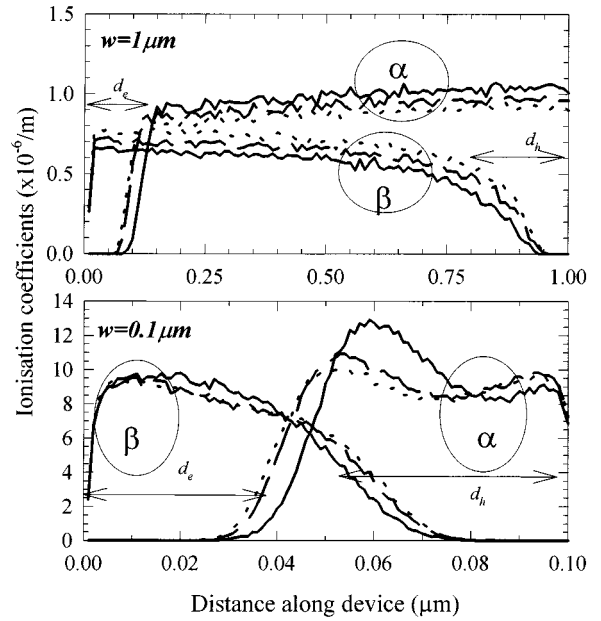 w=1μm
α
d_e
d_h
β
1.5
1.0
0.5
0.0
0.00 0.25 0.50 0.75 1.00
Ionisation coefficients (x10⁻⁶/m)
w=0.1μm
β
α
d_e
d_h
14
12
10
8
6
4
2
0
0.00 0.02 0.04 0.06 0.08 0.10
Distance along device (μm)